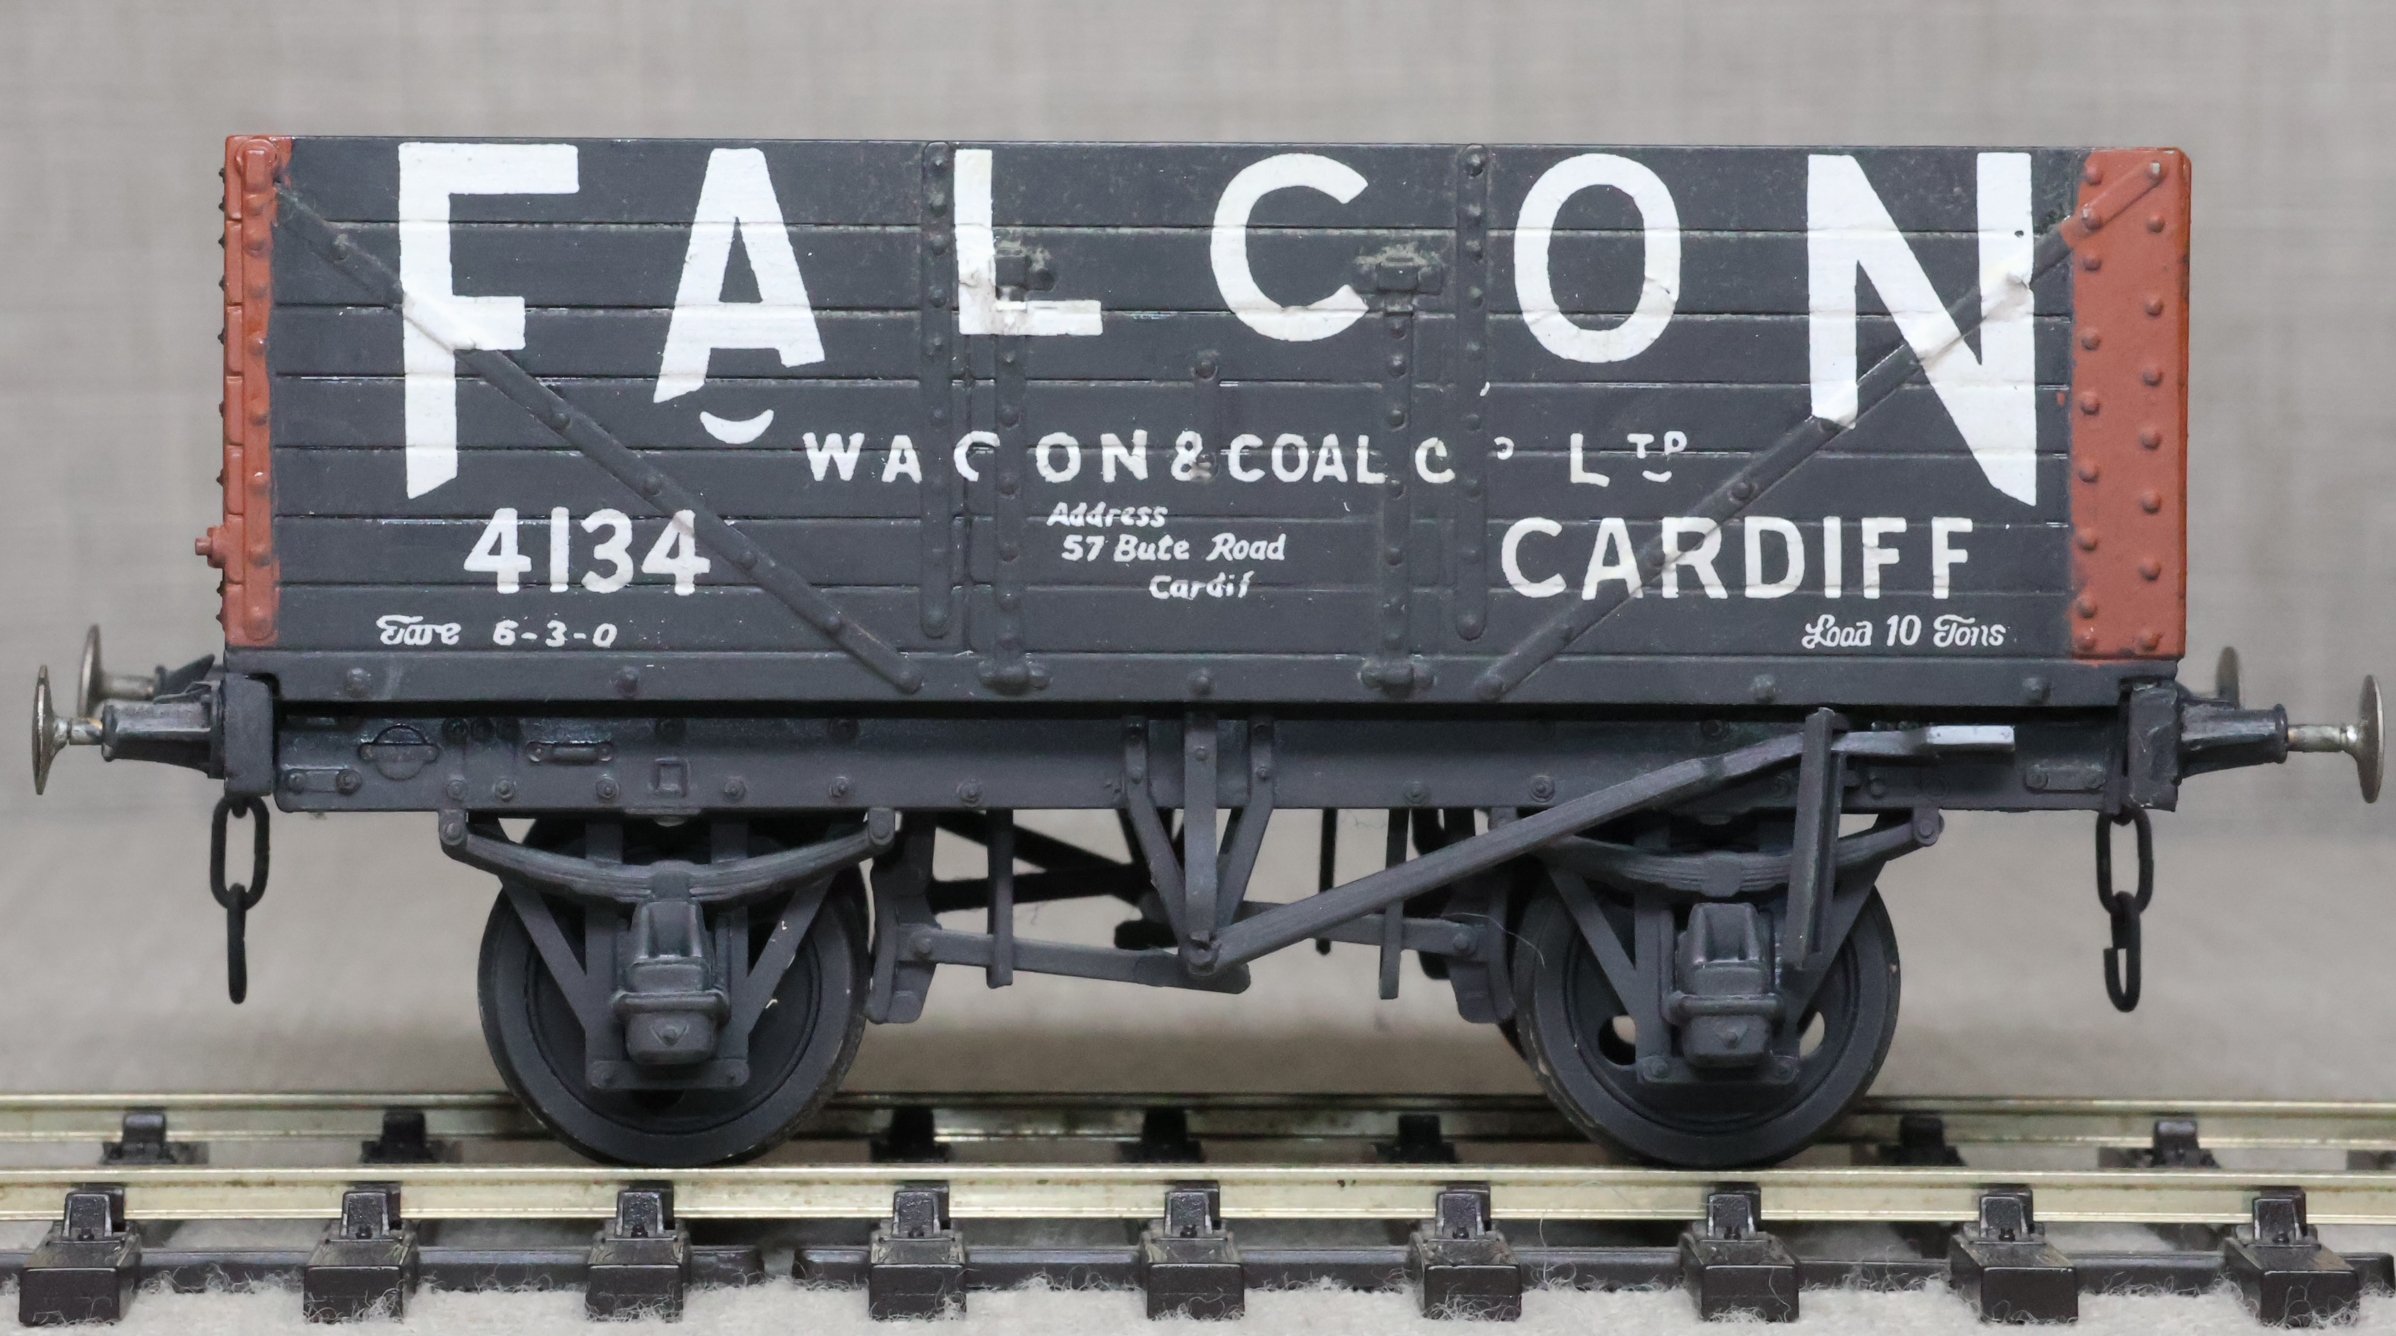 FALCON
WAGON & COAL CO LTD
4134
Address
57 Bute Road
Cardif
CARDIFF
Tare 6-3-0
Load 10 Tons